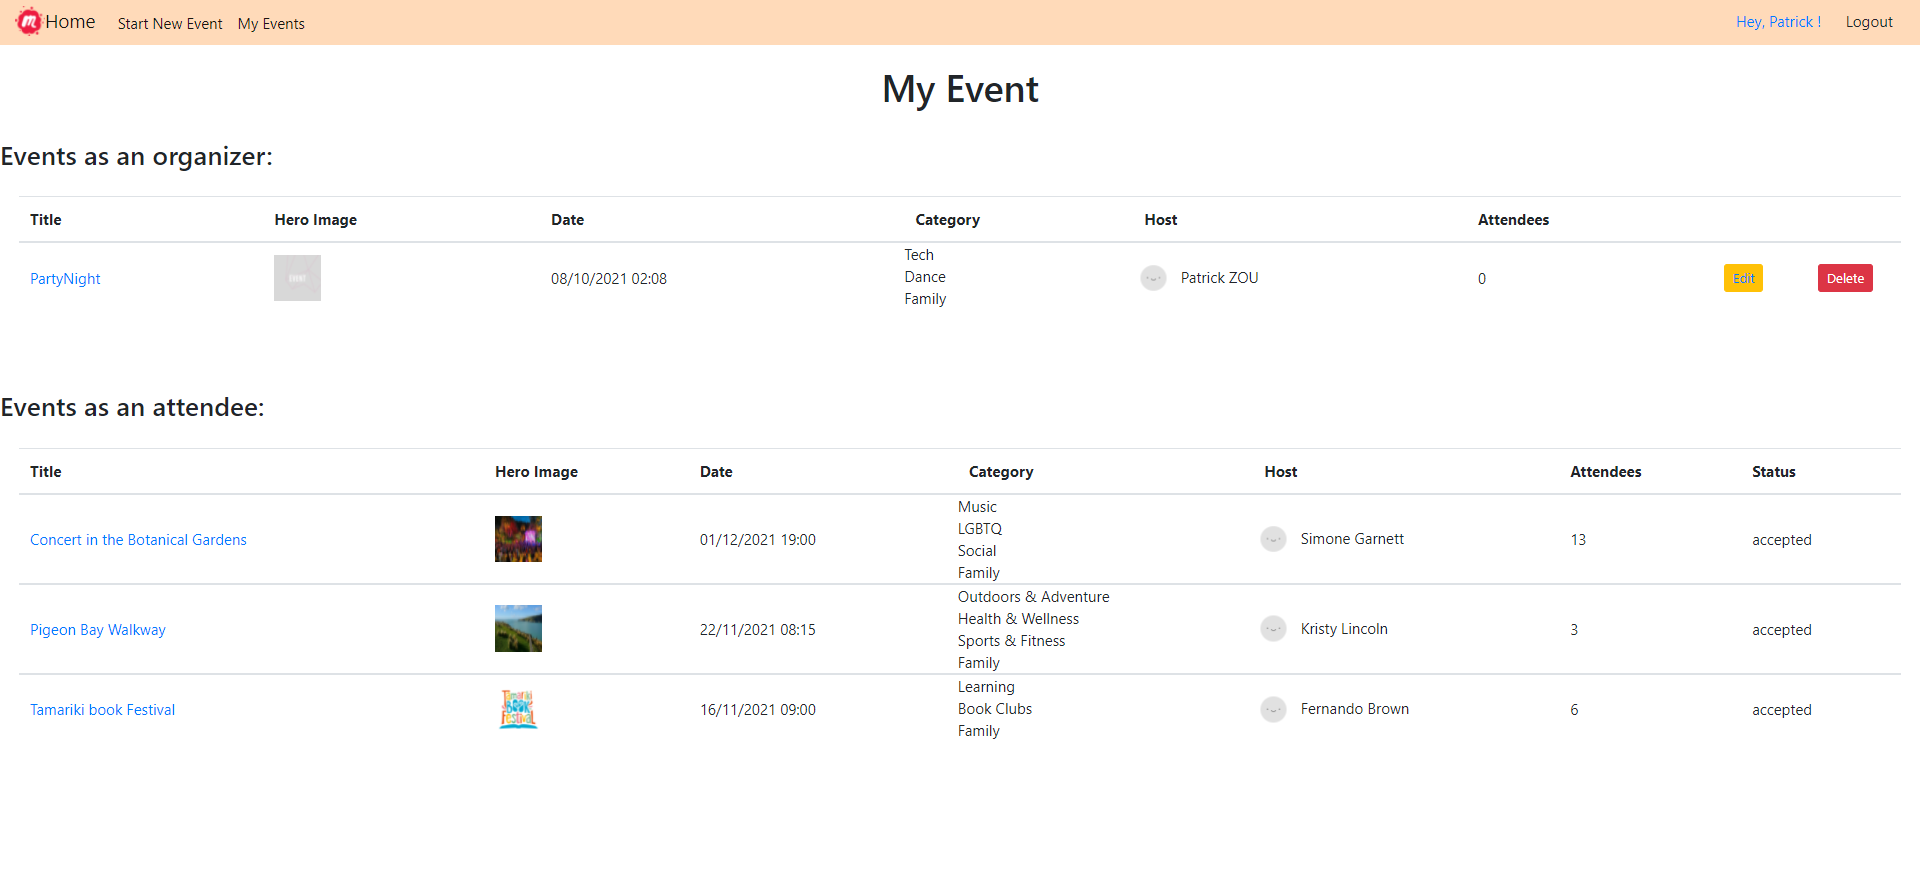 Home Start New Event My Events Hey, Patrick ! Logout
My Event
Events as an organizer:
Title Hero Image Date Category Host Attendees
PartyNight EVENT 08/10/2021 02:08 Tech Dance Family Patrick ZOU 0 Edit Delete
Events as an attendee:
Title Hero Image Date Category Host Attendees Status
Concert in the Botanical Gardens 01/12/2021 19:00 Music LGBTQ Social Family Simone Garnett 13 accepted
Pigeon Bay Walkway 22/11/2021 08:15 Outdoors & Adventure Health & Wellness Sports & Fitness Family Kristy Lincoln 3 accepted
Tamariki book Festival Tamariki BOOK Festival 16/11/2021 09:00 Learning Book Clubs Family Fernando Brown 6 accepted